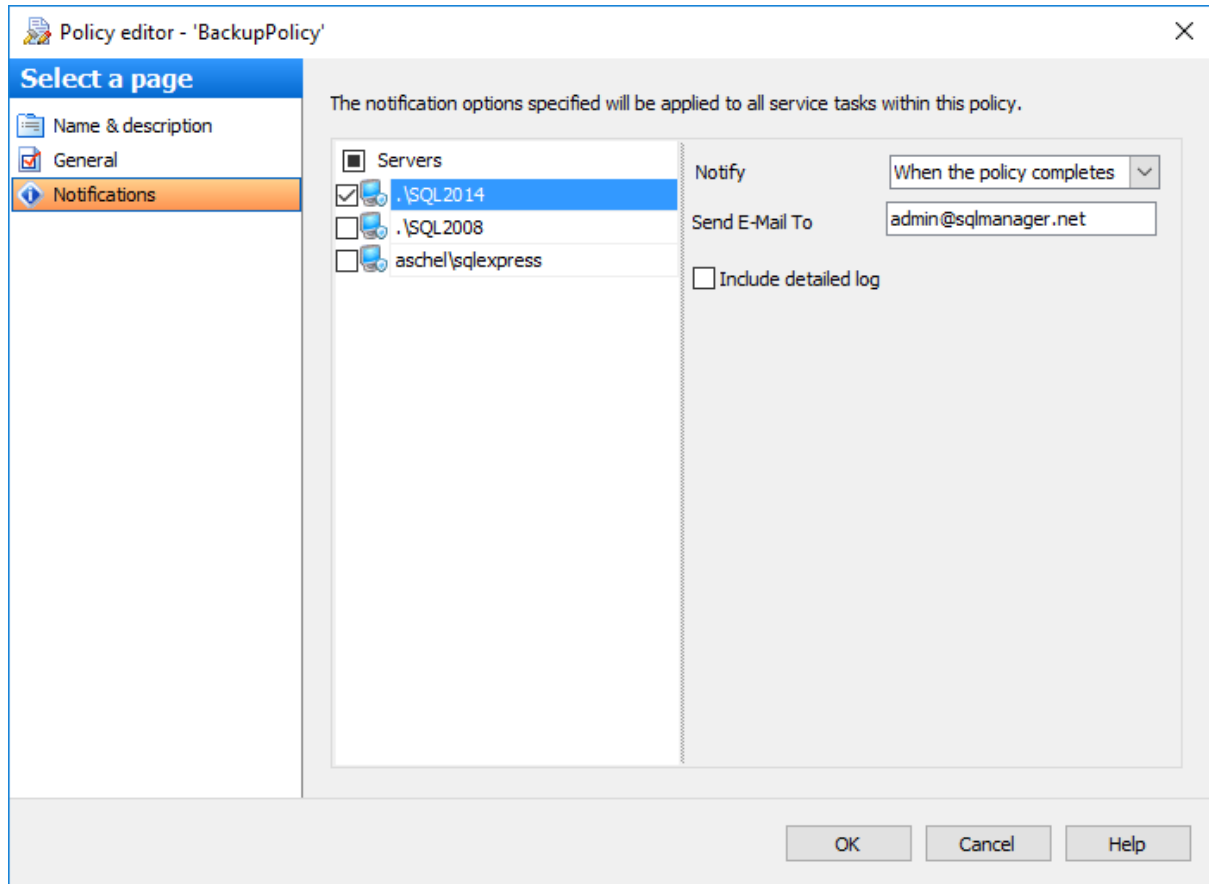 Policy editor - 'BackupPolicy'
Select a page
Name & description
General
Notifications
The notification options specified will be applied to all service tasks within this policy.
Servers
.\SQL2014
.\SQL2008
aschel\sqlexpress
Notify
When the policy completes
Send E-Mail To
admin@sqlmanager.net
Include detailed log
OK
Cancel
Help